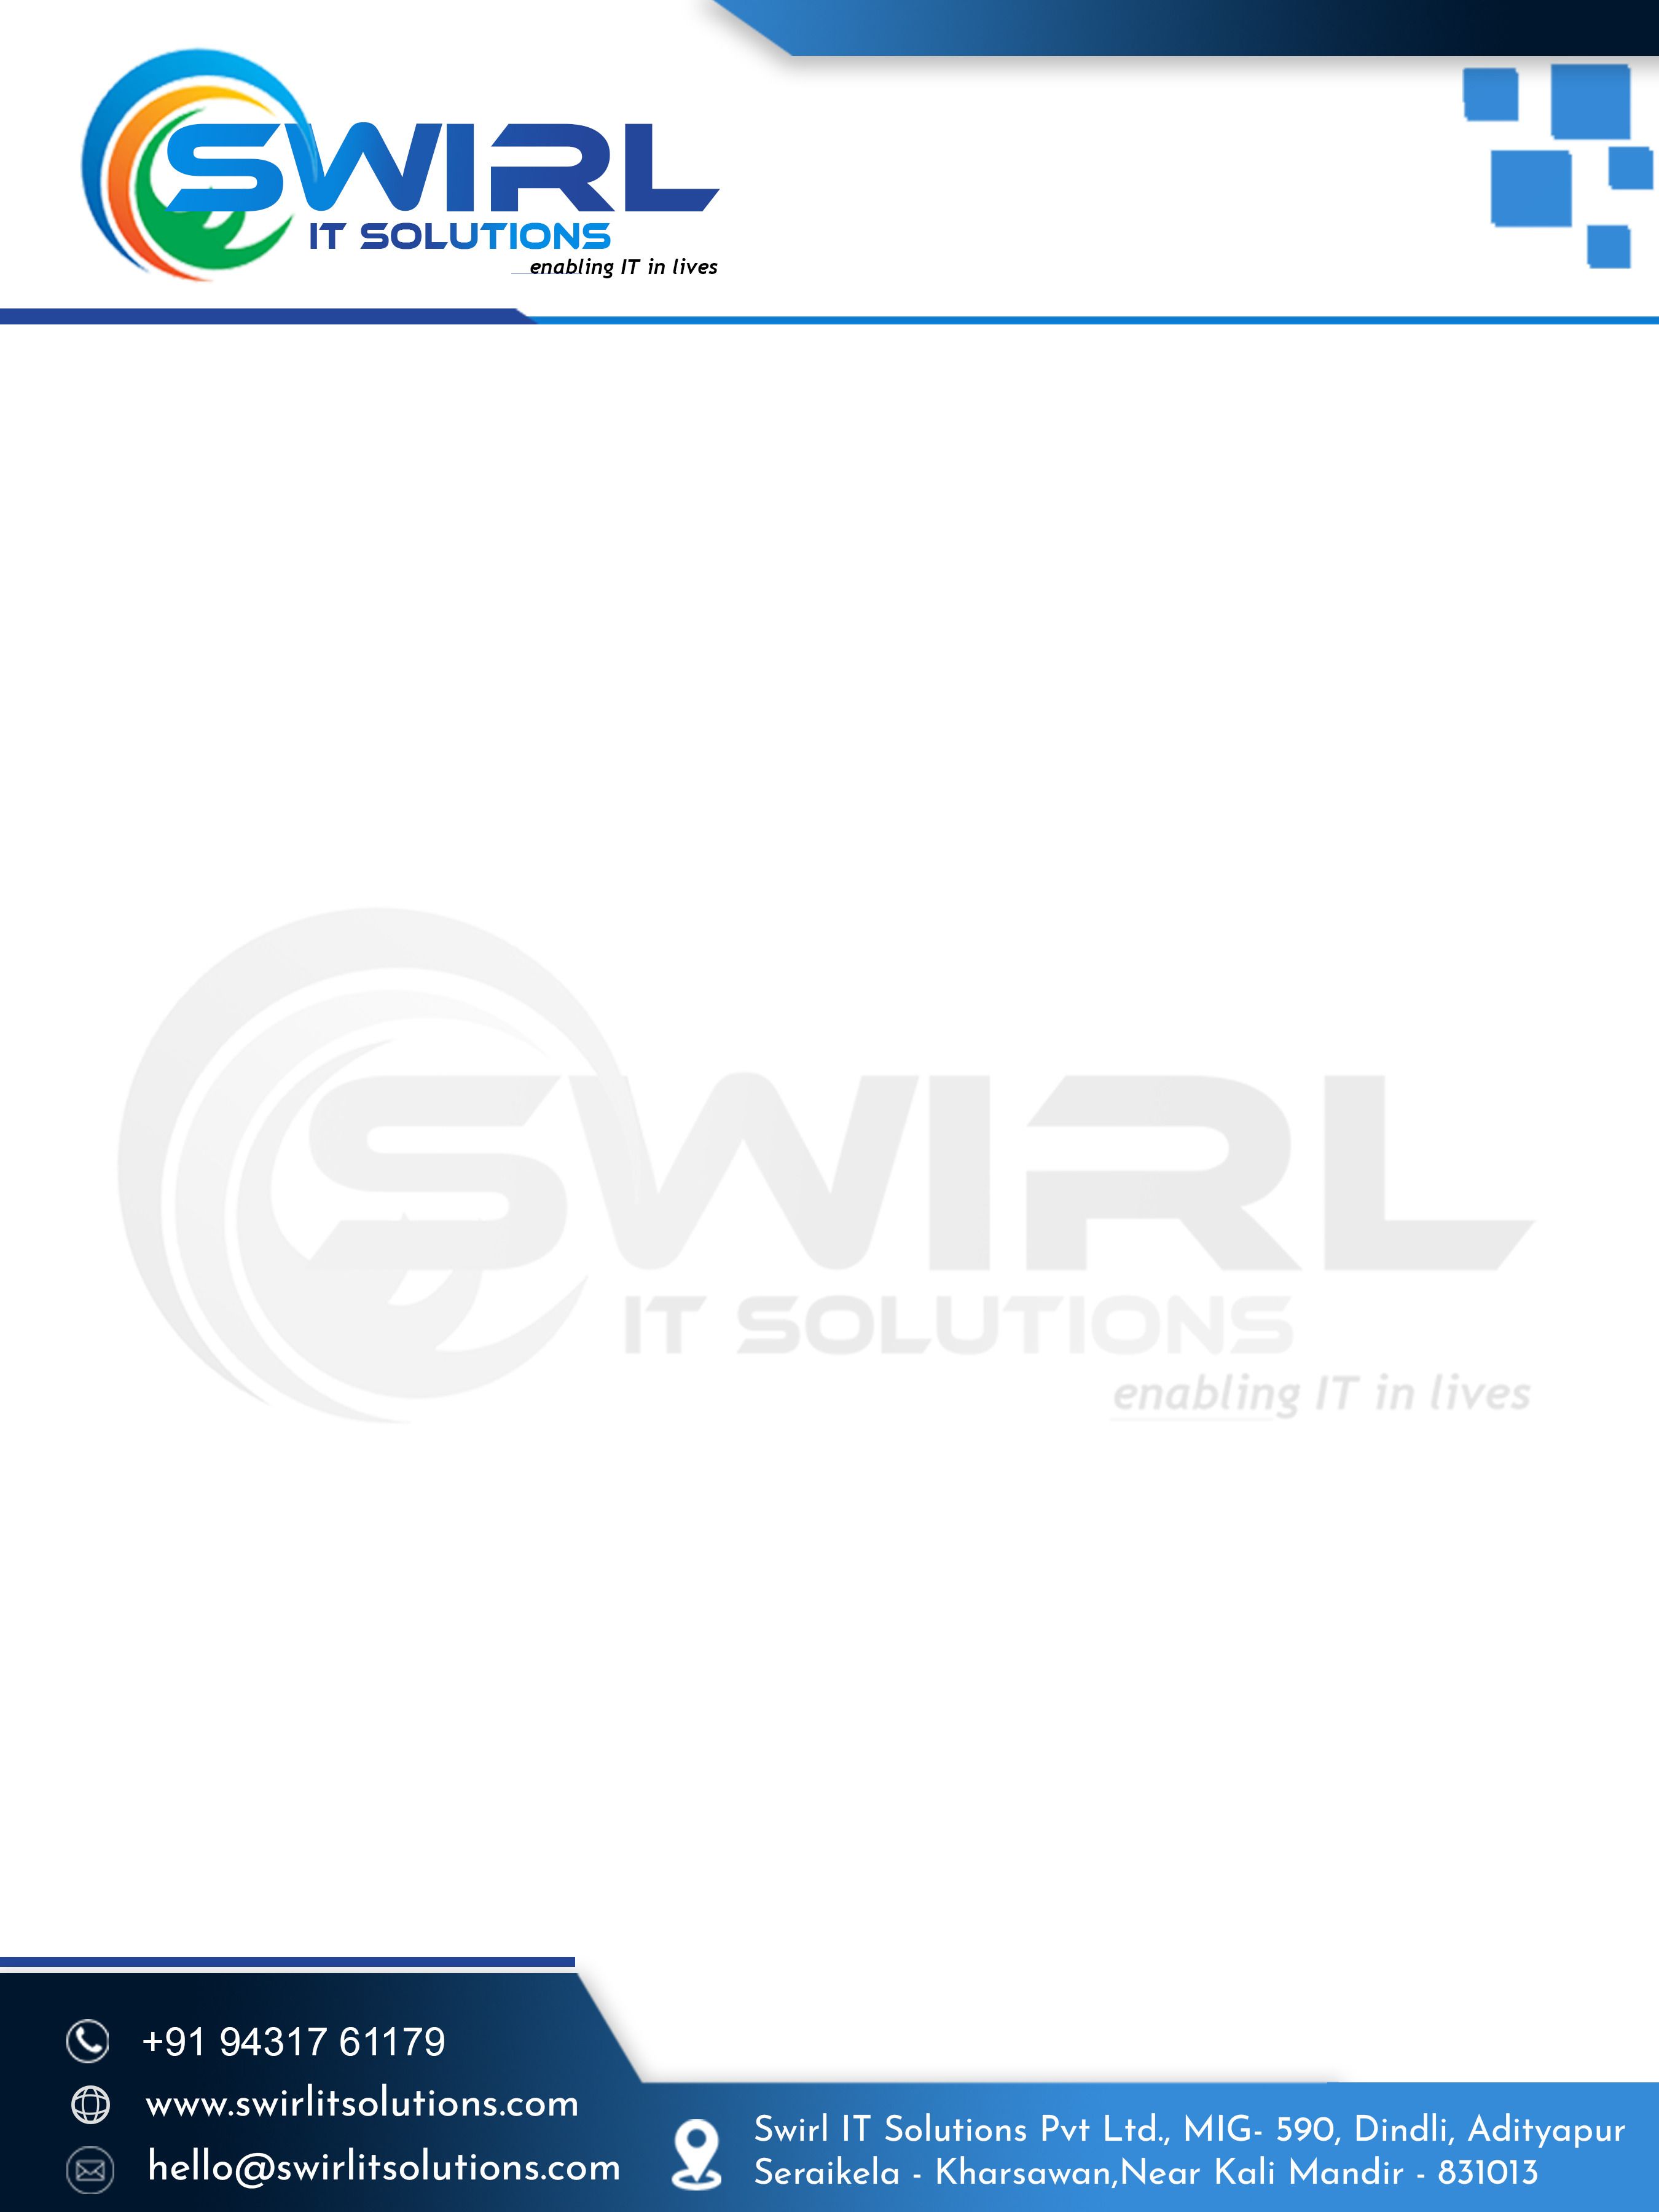 SWIRL
IT SOLUTIONS
enabling IT in lives
SWIRL
IT SOLUTIONS
enabling IT in lives
+91 94317 61179
www.swirlitsolutions.com
hello@swirlitsolutions.com
Swirl IT Solutions Pvt Ltd., MIG- 590, Dindli, Adityapur
Seraikela - Kharsawan,Near Kali Mandir - 831013